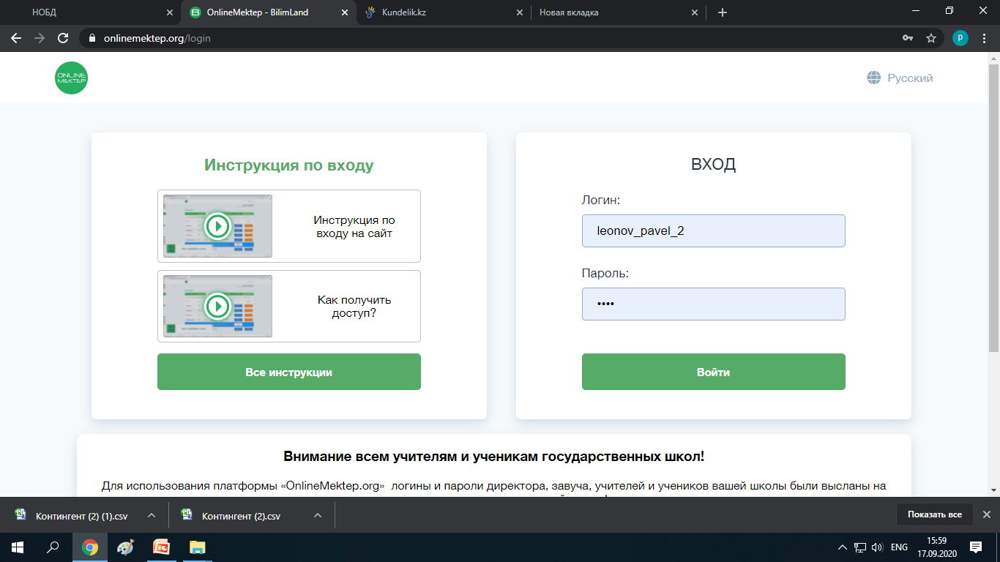 НОБД
OnlineMektep - BilimLand
Kundelik.kz
Новая вкладка
onlinemektep.org/login
p
ONLINE
MEKTEP
Русский
Инструкция по входу
Инструкция по
входу на сайт
Как получить
доступ?
Все инструкции
ВХОД
Логин:
leonov_pavel_2
Пароль:
••••
Войти
Внимание всем учителям и ученикам государственных школ!
Для использования платформы «OnlineMektep.org» логины и пароли директора, завуча, учителей и учеников вашей школы были высланы на
Контингент (2) (1).csv
Контингент (2).csv
Показать все
ENG
15:59
17.09.2020